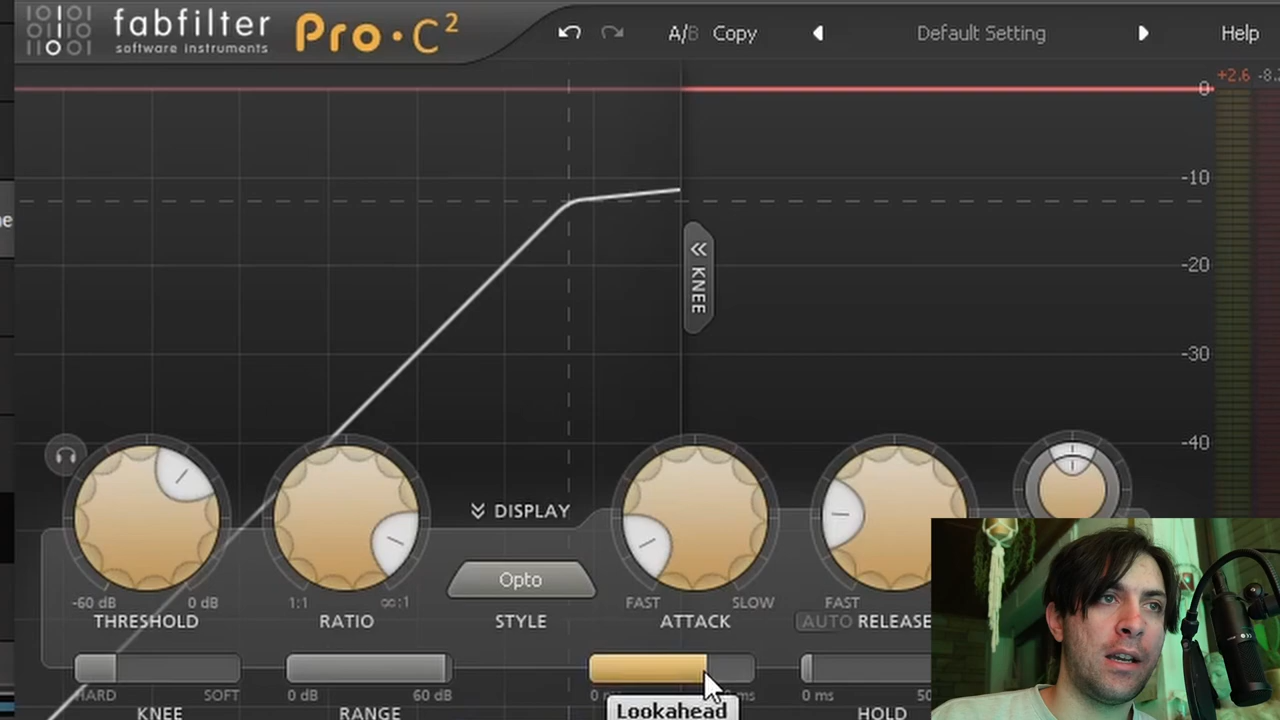 fabfilter
software instruments
Pro·C²
A/B Copy
Default Setting
Help
+2.6
0
-10
-20
-30
-40
KNEE
DISPLAY
Opto
-60 dB 0 dB
THRESHOLD
1:1 ∞:1
RATIO
STYLE
FAST SLOW
ATTACK
FAST
AUTO RELEASE
HARD SOFT
KNEE
0 dB 60 dB
RANGE
Lookahead
0 ms
HOLD